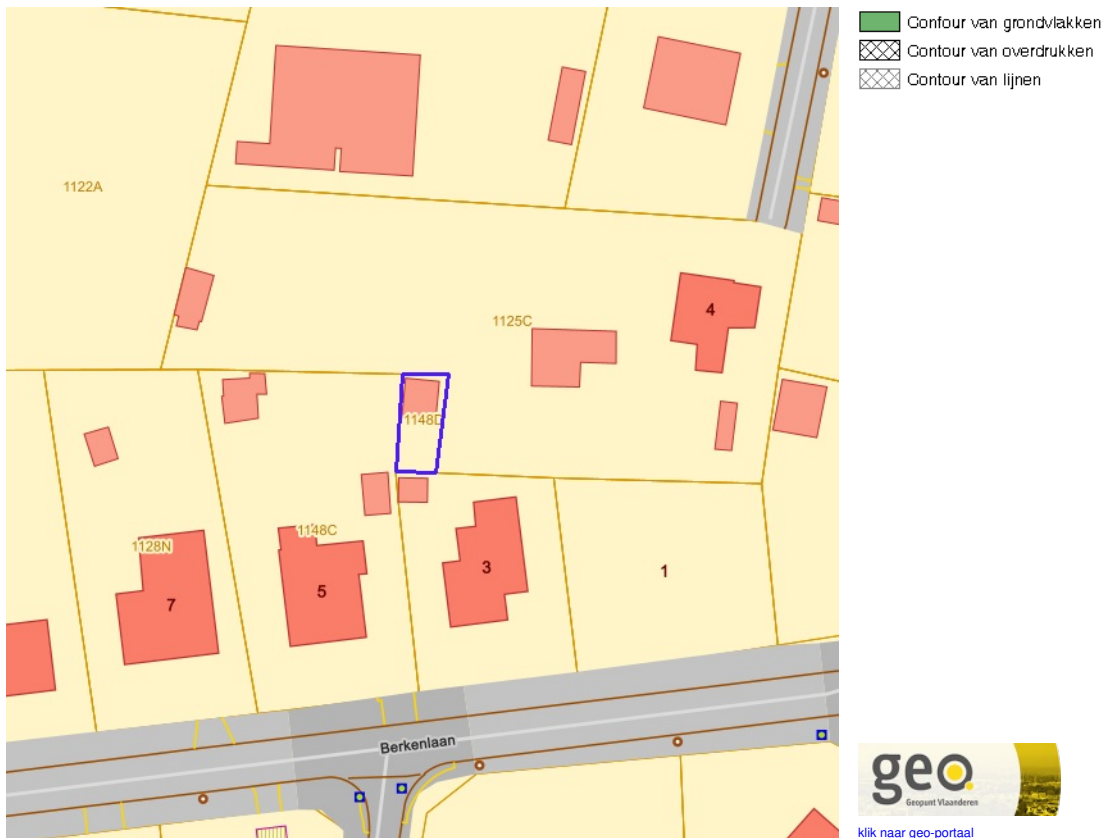 Contour van grondvlakken
Contour van overdrukken
Contour van lijnen
1122A
1125C
4
1148D
1148C
1128N
7
5
3
1
Berkenlaan
geo
Geopunt Vlaanderen
klik naar geo-portaal